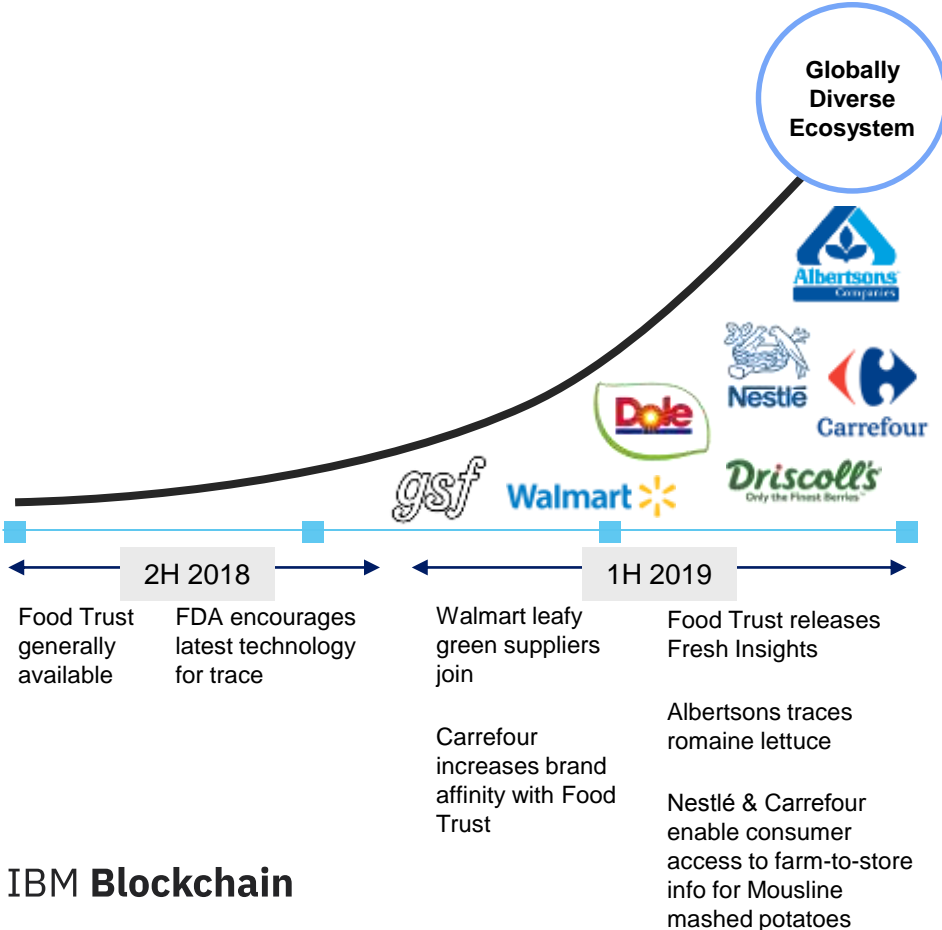 Globally
Diverse
Ecosystem
Albertsons
Companies
Nestlé
Carrefour
Dole
gsf
Walmart
Driscoll's
Only the Finest Berries™
2H 2018
1H 2019
Food Trust
generally
available
FDA encourages
latest technology
for trace
Walmart leafy
green suppliers
join
Carrefour
increases brand
affinity with Food
Trust
Food Trust releases
Fresh Insights
Albertsons traces
romaine lettuce
Nestlé & Carrefour
enable consumer
access to farm-to-store
info for Mousline
mashed potatoes
IBM Blockchain